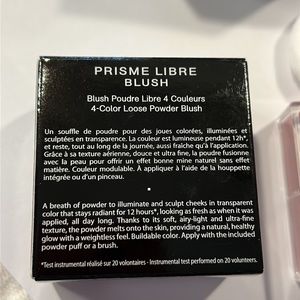 PRISME LIBRE
BLUSH
Blush Poudre Libre 4 Couleurs
4-Color Loose Powder Blush
Un souffle de poudre pour des joues colorées, illuminées et
sculptées en transparence. La couleur est lumineuse pendant 12h*,
et reste, tout au long de la journée, aussi fraîche qu'à l'application.
Grâce à sa texture aérienne, douce et ultra fine, la poudre fusionne
avec la peau pour offrir un effet bonne mine naturel sans effet
matière. Couleur modulable. À appliquer à l'aide de la houppette
intégrée ou d'un pinceau.
A breath of powder to illuminate and sculpt cheeks in transparent
color that stays radiant for 12 hours*, looking as fresh as when it was
applied, all day long. Thanks to its soft, airy-light and ultra-fine
texture, the powder melts onto the skin, providing a natural, healthy
glow with a weightless feel. Buildable color. Apply with the included
powder puff or a brush.
*Test instrumental réalisé sur 20 volontaires - Instrumental test performed on 20 volunteers.